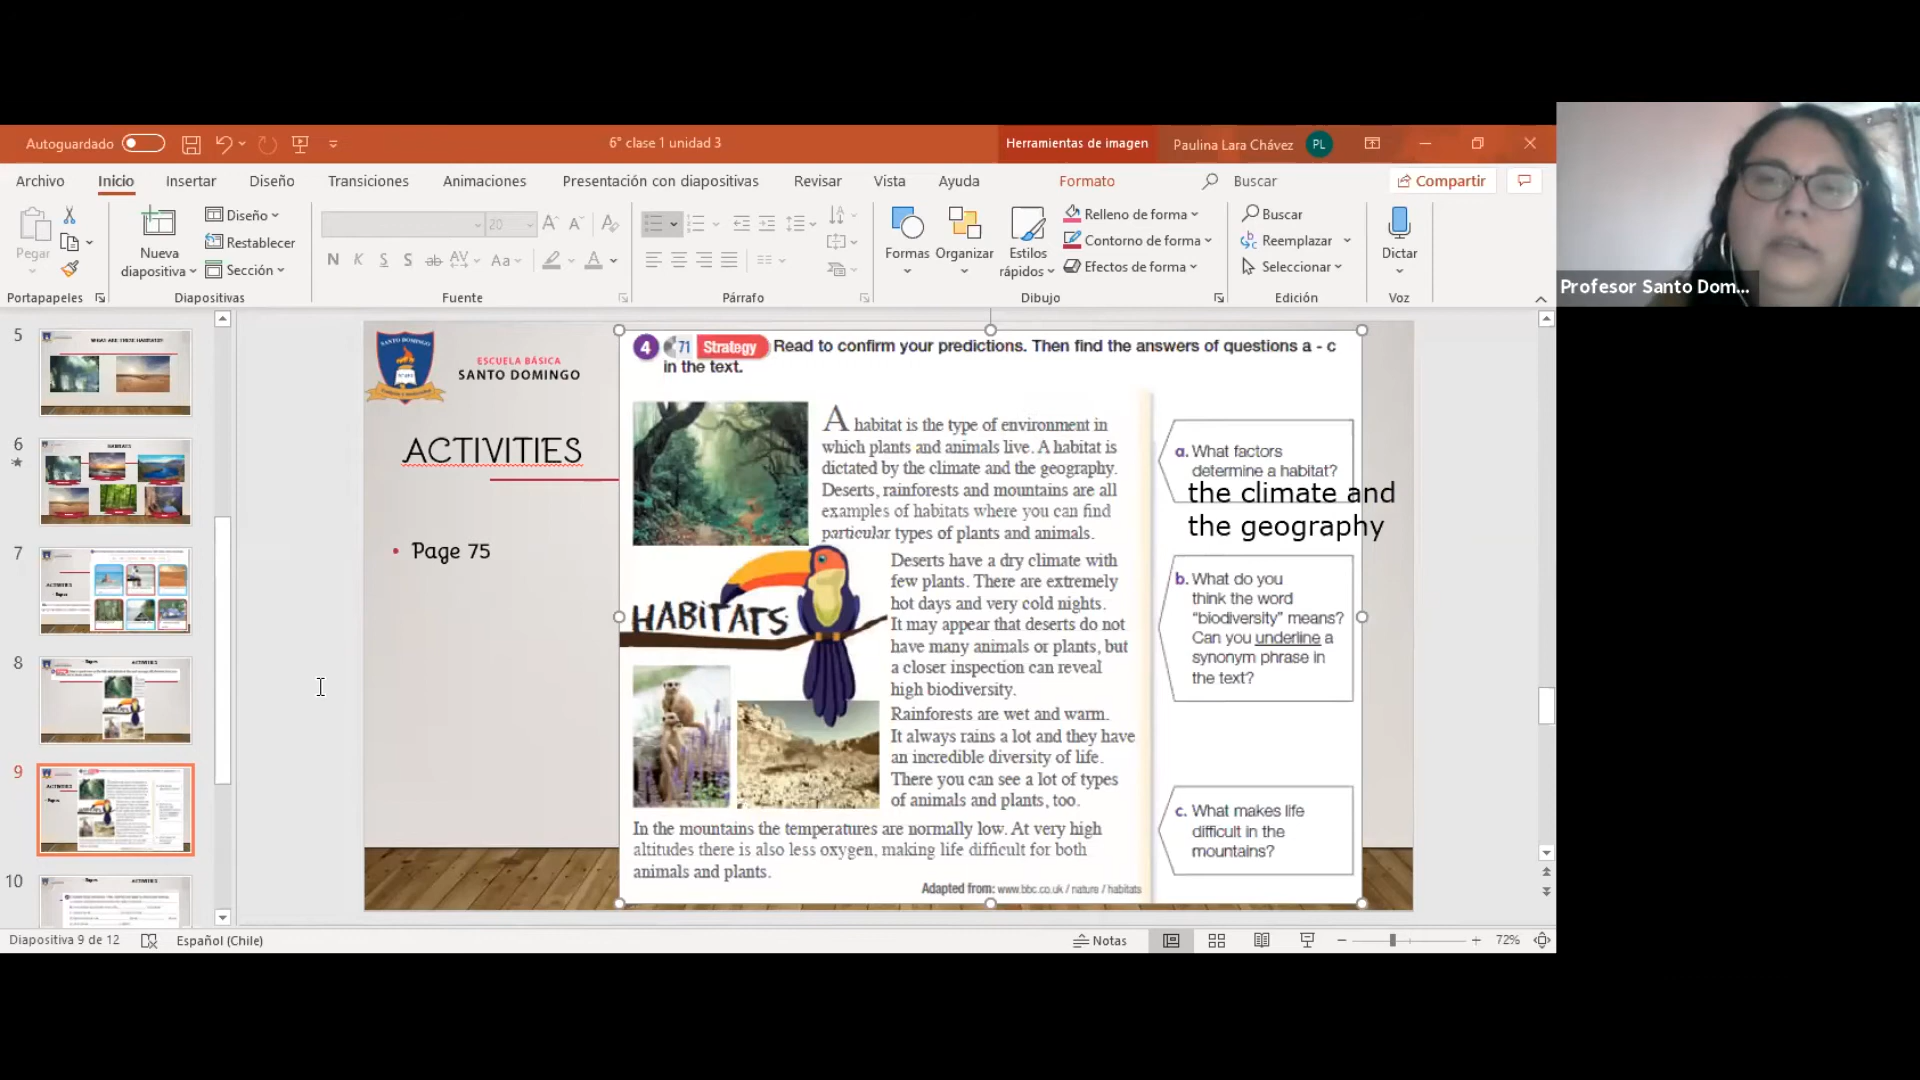 Autoguardado
6° clase 1 unidad 3
Herramientas de imagen
Paulina Lara Chávez
PL
Archivo
Inicio
Insertar
Diseño
Transiciones
Animaciones
Presentación con diapositivas
Revisar
Vista
Ayuda
Formato
Buscar
Compartir
Pegar
Portapapeles
Nueva
diapositiva
Diseño
Restablecer
Sección
Diapositivas
20
N K S S ab AV Aa
Fuente
Párrafo
Formas
Organizar
Estilos
rápidos
Relleno de forma
Contorno de forma
Efectos de forma
Dibujo
Buscar
Reemplazar
Seleccionar
Edición
Dictar
Voz
Profesor Santo Dom...
5
6
7
8
9
10
ACTIVITIES
SANTO DOMINGO
ESCUELA BÁSICA
SANTO DOMINGO
ACTIVITIES
• Page 75
4 71 Strategy Read to confirm your predictions. Then find the answers of questions a - c
in the text.
A habitat is the type of environment in
which plants and animals live. A habitat is
dictated by the climate and the geography.
Deserts, rainforests and mountains are all
examples of habitats where you can find
particular types of plants and animals.
HABITATS
Deserts have a dry climate with
few plants. There are extremely
hot days and very cold nights.
It may appear that deserts do not
have many animals or plants, but
a closer inspection can reveal
high biodiversity.
Rainforests are wet and warm.
It always rains a lot and they have
an incredible diversity of life.
There you can see a lot of types
of animals and plants, too.
In the mountains the temperatures are normally low. At very high
altitudes there is also less oxygen, making life difficult for both
animals and plants.
Adapted from: www.bbc.co.uk / nature / habitats
a. What factors
determine a habitat?
the climate and
the geography
b. What do you
think the word
“biodiversity” means?
Can you underline a
synonym phrase in
the text?
c. What makes life
difficult in the
mountains?
Diapositiva 9 de 12
Español (Chile)
Notas
72%